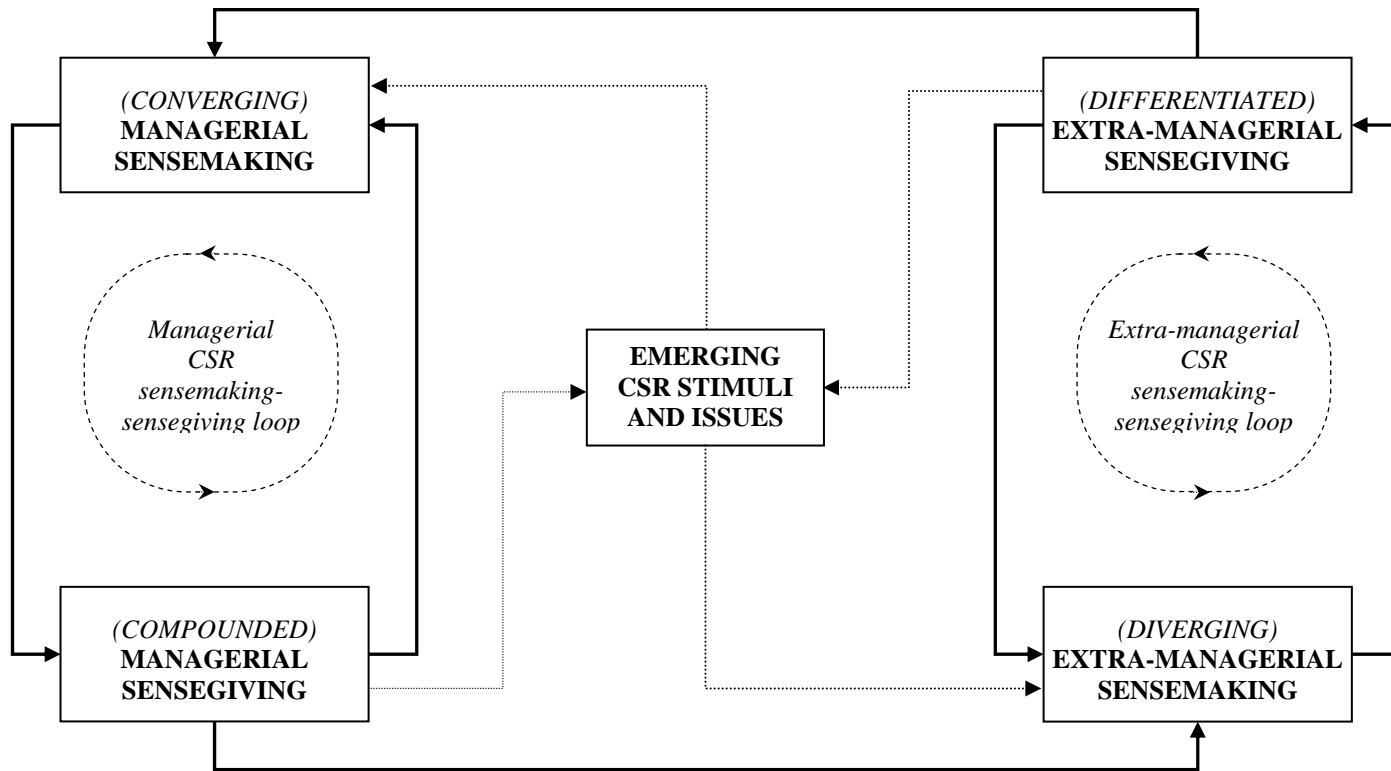 (CONVERGING)
MANAGERIAL
SENSEMAKING
(DIFFERENTIATED)
EXTRA-MANAGERIAL
SENSEGIVING
Managerial
CSR
sensemaking-
sensegiving loop
EMERGING
CSR STIMULI
AND ISSUES
Extra-managerial
CSR
sensemaking-
sensegiving loop
(COMPOUNDED)
MANAGERIAL
SENSEGIVING
(DIVERGING)
EXTRA-MANAGERIAL
SENSEMAKING